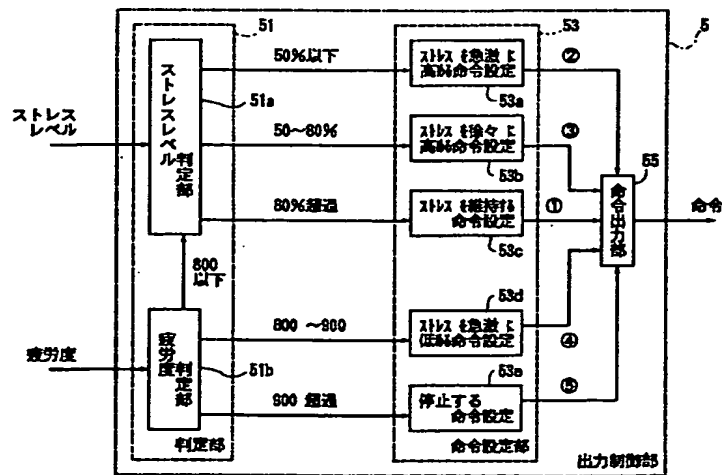 51
53
5
ストレスレベル
判定部
51a
50%以下
ストレスを急激に
高める命令設定
53a
②
ストレス
レベル
50~80%
ストレスを徐々に
高める命令設定
53b
③
80%超過
ストレスを維持する
命令設定
53c
①
55
命令出力部
命令
800
以下
疲労度
疲労度
判定部
51b
800 ~900
53d
ストレスを急激に
低める命令設定
④
900 超過
53e
停止する
命令設定
⑤
判定部
命令設定部
出力制御部